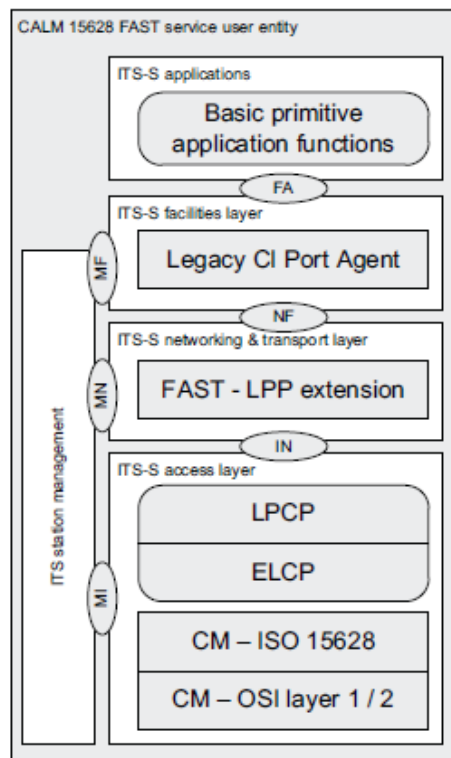 CALM 15628 FAST service user entity
ITS-S applications
Basic primitive
application functions
FA
ITS-S facilities layer
MF
Legacy CI Port Agent
NF
ITS-S networking & transport layer
MN
FAST - LPP extension
IN
ITS-S access layer
ITS station management
LPCP
ELCP
MI
CM – ISO 15628
CM – OSI layer 1 / 2